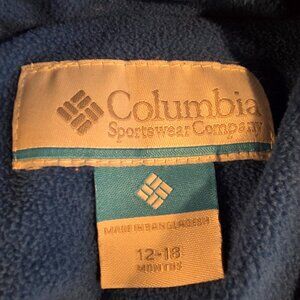 Columbia
Sportswear Company
MADE IN BANGLADESH
12-18
MONTHS